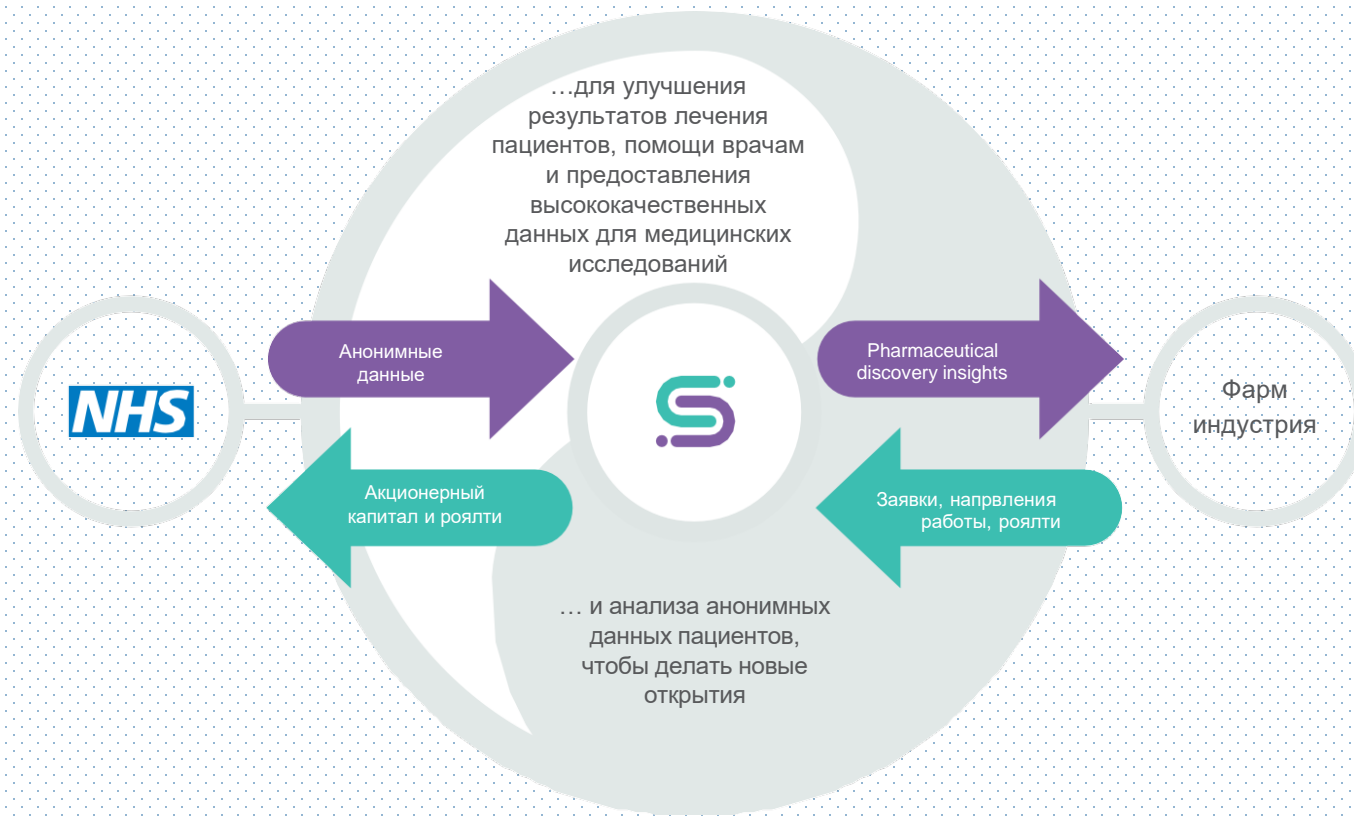 …для улучшения
результатов лечения
пациентов, помощи врачам
и предоставления
высококачественных
данных для медицинских
исследований
Анонимные
данные
Pharmaceutical
discovery insights
NHS
Фарм
индустрия
Акционерный
капитал и роялти
Заявки, напрвления
работы, роялти
… и анализа анонимных
данных пациентов,
чтобы делать новые
открытия